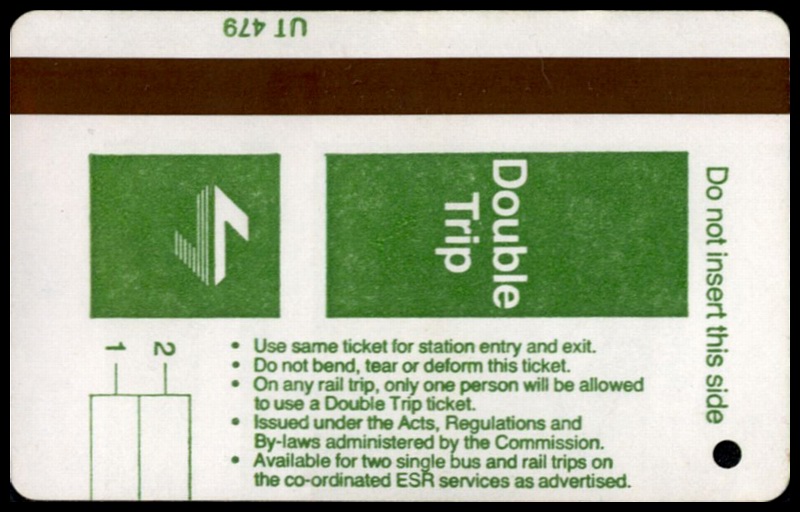 UT 479
Double
Trip
Do not insert this side
1 2
• Use same ticket for station entry and exit.
• Do not bend, tear or deform this ticket.
• On any rail trip, only one person will be allowed
to use a Double Trip ticket.
• Issued under the Acts, Regulations and
By-laws administered by the Commission.
• Available for two single bus and rail trips on
the co-ordinated ESR services as advertised.